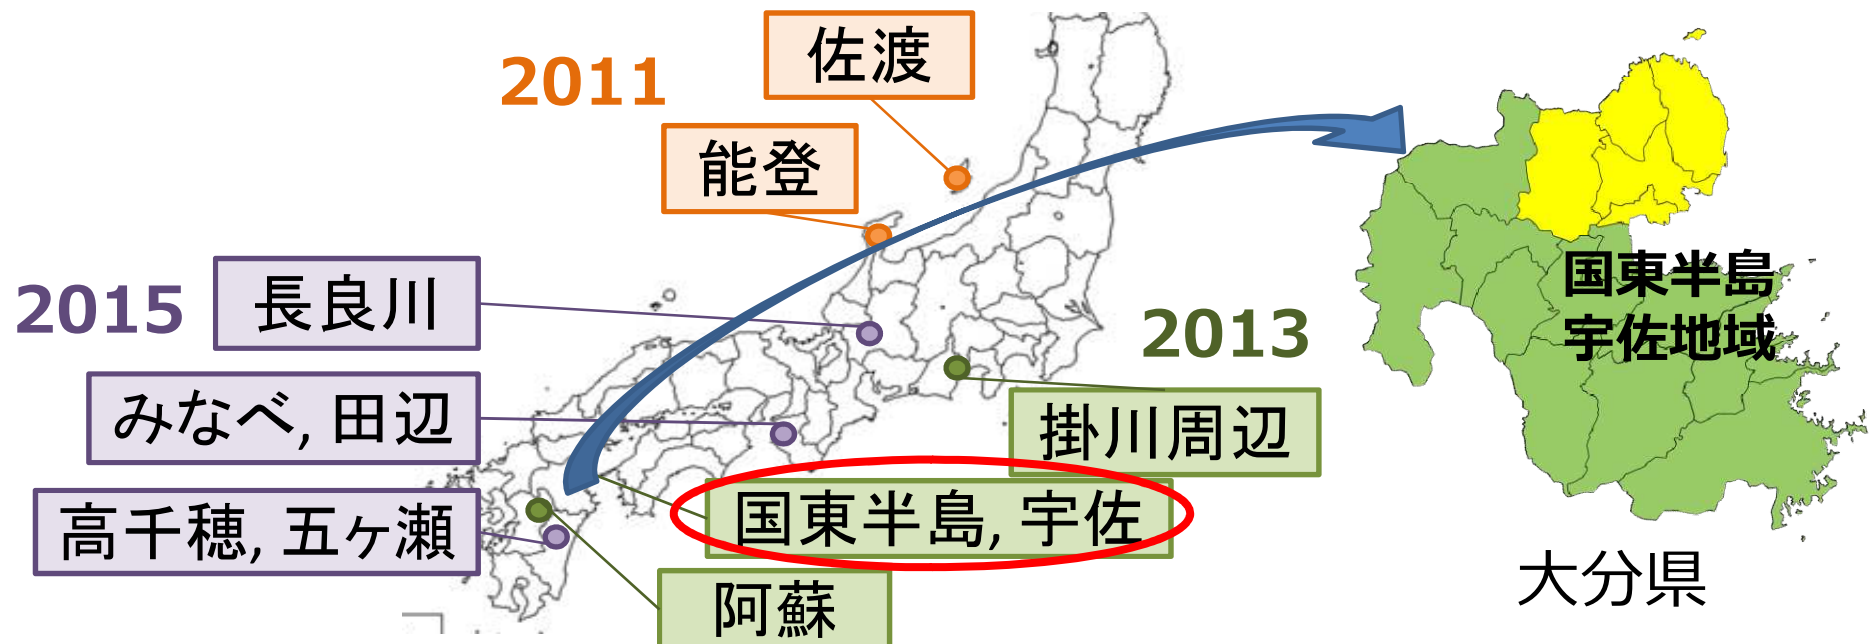 佐渡
2011
能登
長良川
2015
2013
みなべ, 田辺
掛川周辺
高千穂, 五ヶ瀬
国東半島, 宇佐
阿蘇
国東半島
宇佐地域
大分県